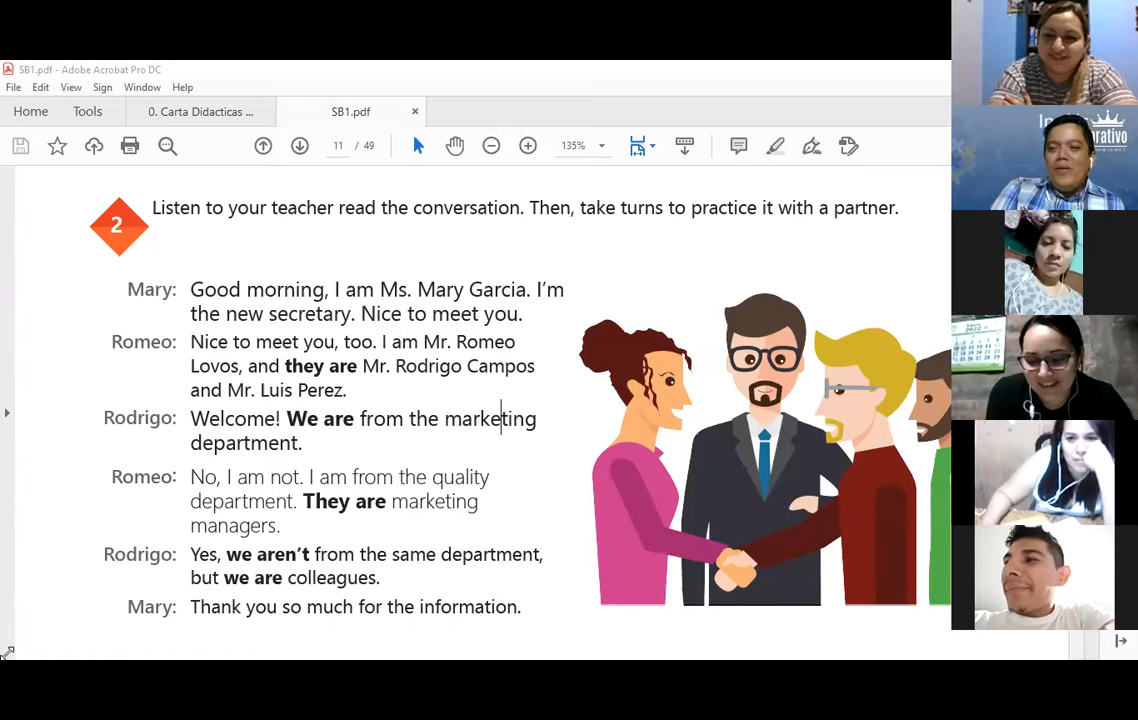 SB1.pdf - Adobe Acrobat Pro DC
File Edit View Sign Window Help
Home Tools 0. Carta Didacticas ... SB1.pdf ×
11 / 49 135%
2
Listen to your teacher read the conversation. Then, take turns to practice it with a partner.
Mary: Good morning, I am Ms. Mary Garcia. I'm
the new secretary. Nice to meet you.
Romeo: Nice to meet you, too. I am Mr. Romeo
Lovos, and they are Mr. Rodrigo Campos
and Mr. Luis Perez.
Rodrigo: Welcome! We are from the marketing
department.
Romeo: No, I am not. I am from the quality
department. They are marketing
managers.
Rodrigo: Yes, we aren't from the same department,
but we are colleagues.
Mary: Thank you so much for the information.